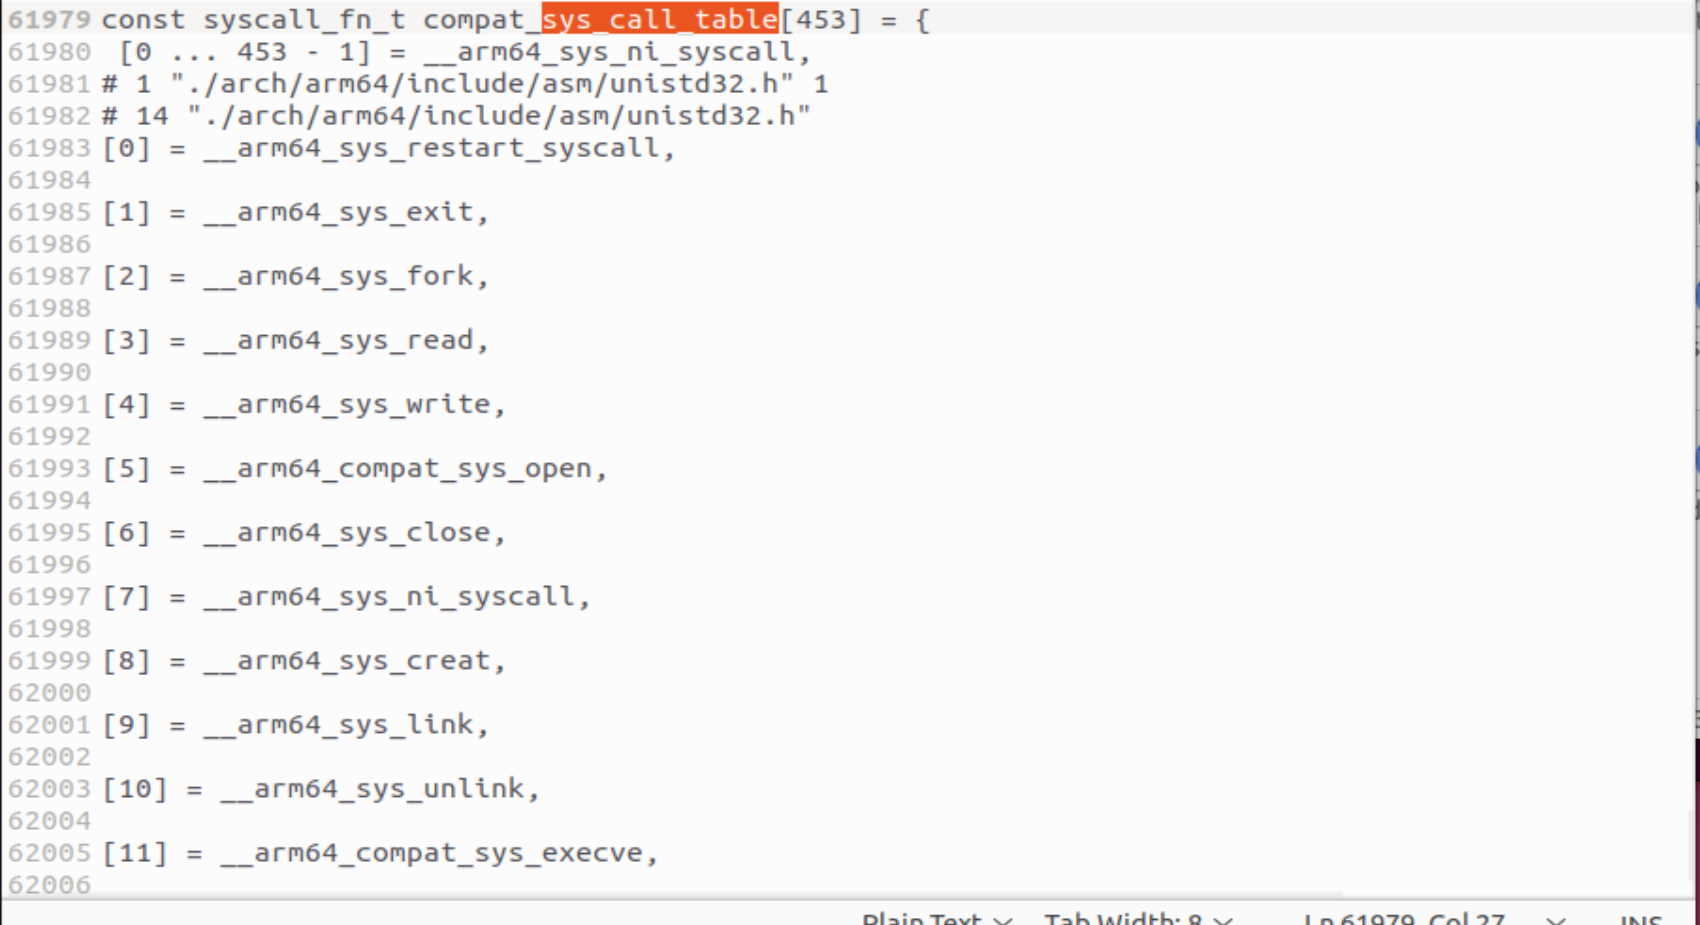 61979 const syscall_fn_t compat_sys_call_table[453] = {
61980  [0 ... 453 - 1] = __arm64_sys_ni_syscall,
61981 # 1 "./arch/arm64/include/asm/unistd32.h" 1
61982 # 14 "./arch/arm64/include/asm/unistd32.h"
61983 [0] = __arm64_sys_restart_syscall,
61984
61985 [1] = __arm64_sys_exit,
61986
61987 [2] = __arm64_sys_fork,
61988
61989 [3] = __arm64_sys_read,
61990
61991 [4] = __arm64_sys_write,
61992
61993 [5] = __arm64_compat_sys_open,
61994
61995 [6] = __arm64_sys_close,
61996
61997 [7] = __arm64_sys_ni_syscall,
61998
61999 [8] = __arm64_sys_creat,
62000
62001 [9] = __arm64_sys_link,
62002
62003 [10] = __arm64_sys_unlink,
62004
62005 [11] = __arm64_compat_sys_execve,
62006
Plain Text Tab Width: 8 Ln 61979, Col 27 INS